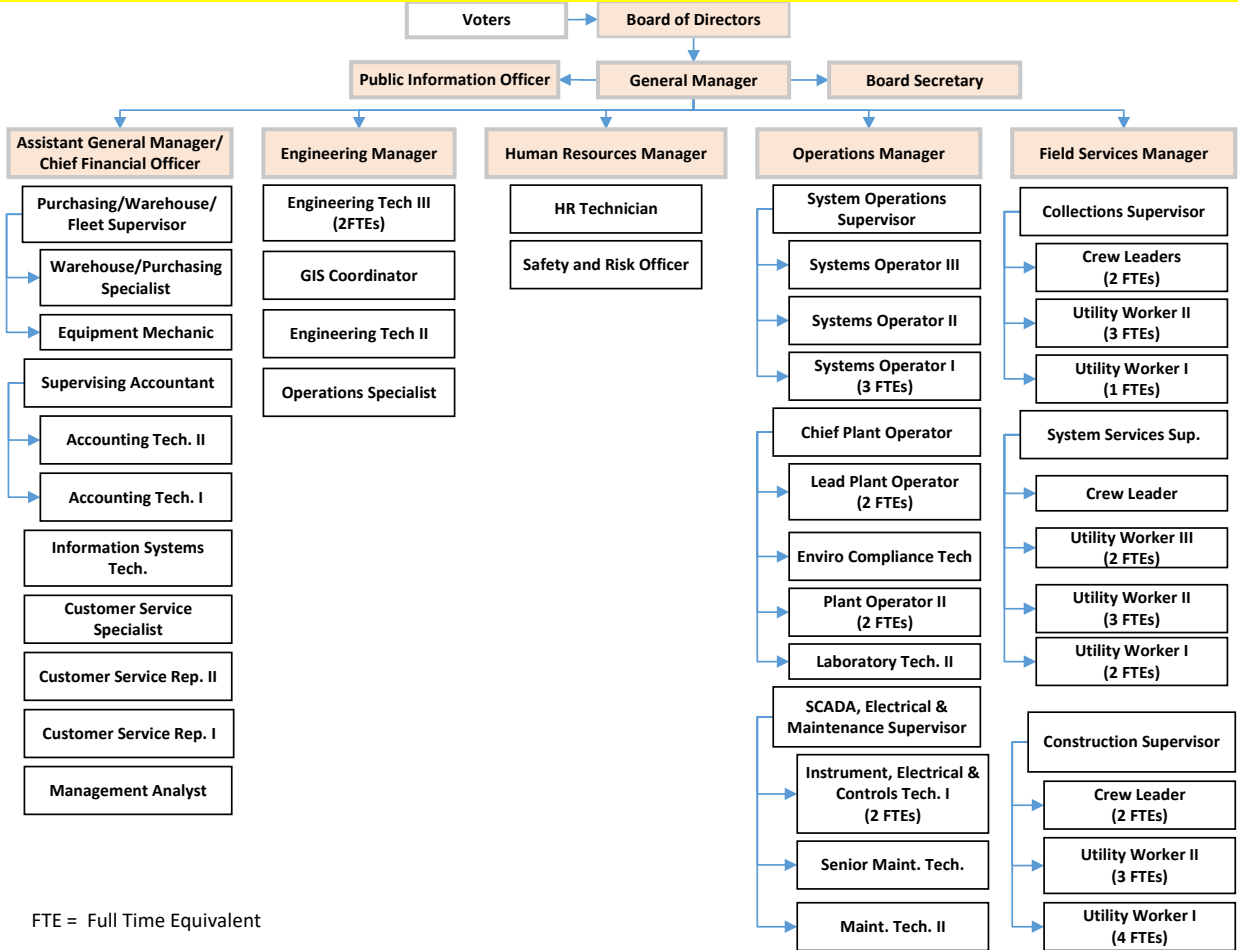 Voters
Board of Directors
Public Information Officer
General Manager
Board Secretary
Assistant General Manager/
Chief Financial Officer
Purchasing/Warehouse/
Fleet Supervisor
Warehouse/Purchasing
Specialist
Equipment Mechanic
Supervising Accountant
Accounting Tech. II
Accounting Tech. I
Information Systems
Tech.
Customer Service
Specialist
Customer Service Rep. II
Customer Service Rep. I
Management Analyst
Engineering Manager
Engineering Tech III
(2FTEs)
GIS Coordinator
Engineering Tech II
Operations Specialist
Human Resources Manager
HR Technician
Safety and Risk Officer
Operations Manager
System Operations
Supervisor
Systems Operator III
Systems Operator II
Systems Operator I
(3 FTEs)
Chief Plant Operator
Lead Plant Operator
(2 FTEs)
Enviro Compliance Tech
Plant Operator II
(2 FTEs)
Laboratory Tech. II
SCADA, Electrical &
Maintenance Supervisor
Instrument, Electrical &
Controls Tech. I
(2 FTEs)
Senior Maint. Tech.
Maint. Tech. II
Field Services Manager
Collections Supervisor
Crew Leaders
(2 FTEs)
Utility Worker II
(3 FTEs)
Utility Worker I
(1 FTEs)
System Services Sup.
Crew Leader
Utility Worker III
(2 FTEs)
Utility Worker II
(3 FTEs)
Utility Worker I
(2 FTEs)
Construction Supervisor
Crew Leader
(2 FTEs)
Utility Worker II
(3 FTEs)
Utility Worker I
(4 FTEs)
FTE = Full Time Equivalent